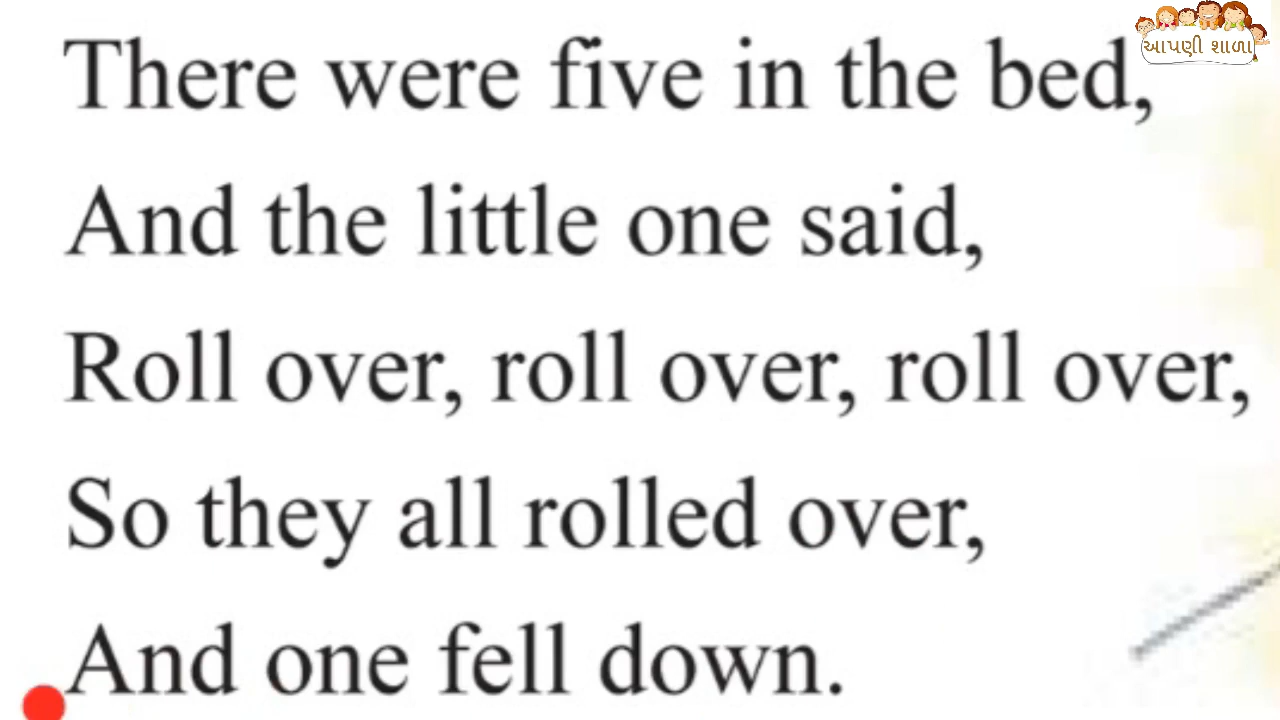 આપણી શાળા
There were five in the bed,
And the little one said,
Roll over, roll over, roll over,
So they all rolled over,
And one fell down.